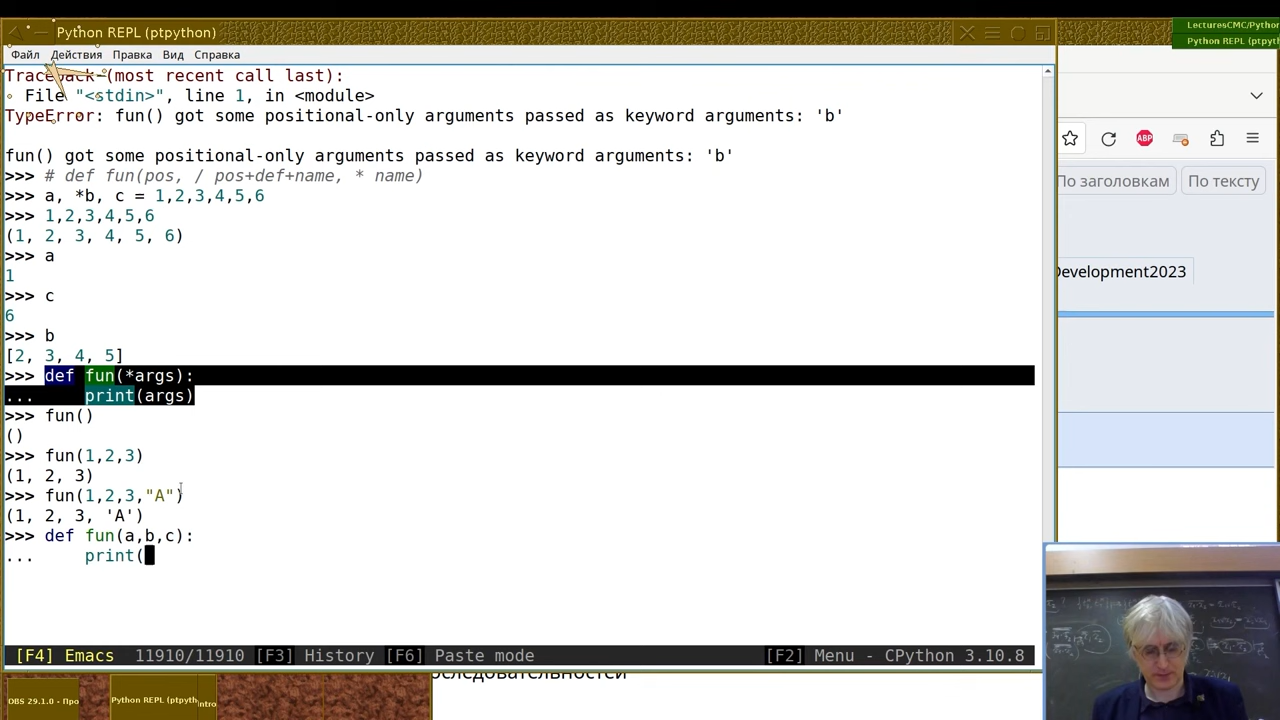 Python REPL (ptpython)
LecturesCMC/Python
Python REPL (ptpyth
Файл Действия Правка Вид Справка
Traceback (most recent call last):
File "<stdin>", line 1, in <module>
TypeError: fun() got some positional-only arguments passed as keyword arguments: 'b'
fun() got some positional-only arguments passed as keyword arguments: 'b'
>>> # def fun(pos, / pos+def+name, * name)
>>> a, *b, c = 1,2,3,4,5,6
>>> 1,2,3,4,5,6
(1, 2, 3, 4, 5, 6)
>>> a
1
>>> c
6
>>> b
[2, 3, 4, 5]
>>> def fun(*args):
...     print(args)
>>> fun()
()
>>> fun(1,2,3)
(1, 2, 3)
>>> fun(1,2,3,"A")
(1, 2, 3, 'A')
>>> def fun(a,b,c):
...     print(
[F4] Emacs 11910/11910 [F3] History [F6] Paste mode [F2] Menu - CPython 3.10.8
ABP
По заголовкам По тексту
Development2023
оследовательностей
DBS 29.1.0 - Про
Python REPL (ptpyth
Intro